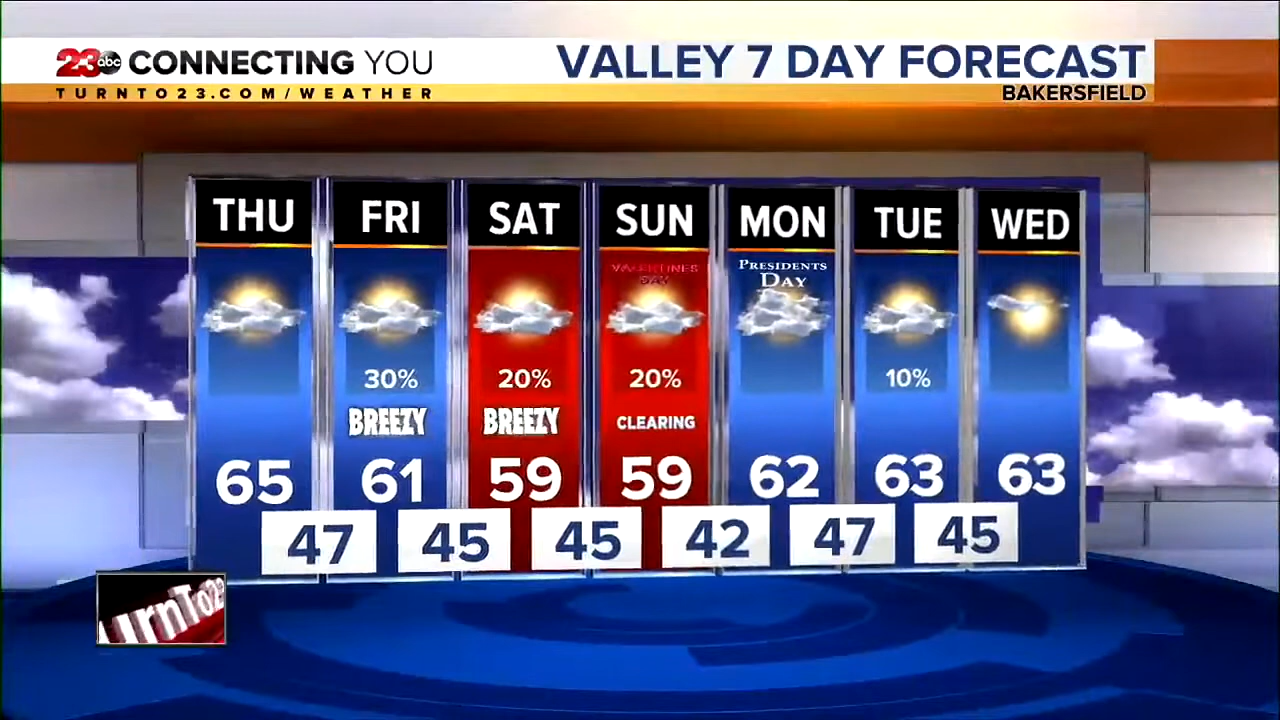 23 abc CONNECTING YOU
TURNTO23.COM/WEATHER
VALLEY 7 DAY FORECAST
BAKERSFIELD
THU FRI SAT SUN MON TUE WED
VALENTINES
DAY
PRESIDENTS
DAY
30% 20% 20% 10%
BREEZY BREEZY CLEARING
65 61 59 59 62 63 63
47 45 45 42 47 45